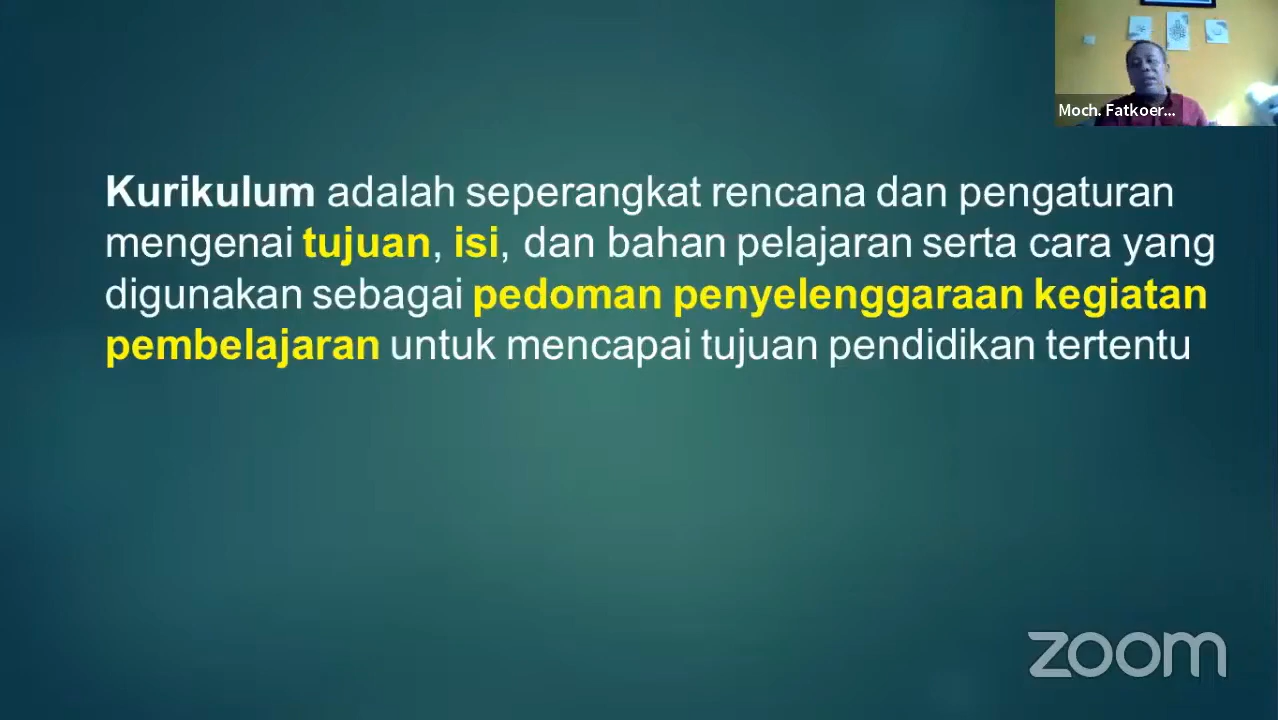 Moch. Fatkoer...
Kurikulum adalah seperangkat rencana dan pengaturan
mengenai tujuan, isi, dan bahan pelajaran serta cara yang
digunakan sebagai pedoman penyelenggaraan kegiatan
pembelajaran untuk mencapai tujuan pendidikan tertentu
zoom